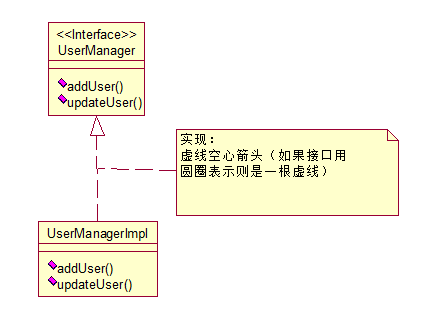 <<Interface>>
UserManager
addUser()
updateUser()
实现：
虚线空心箭头（如果接口用
圆圈表示则是一根虚线）
UserManagerImpl
addUser()
updateUser()